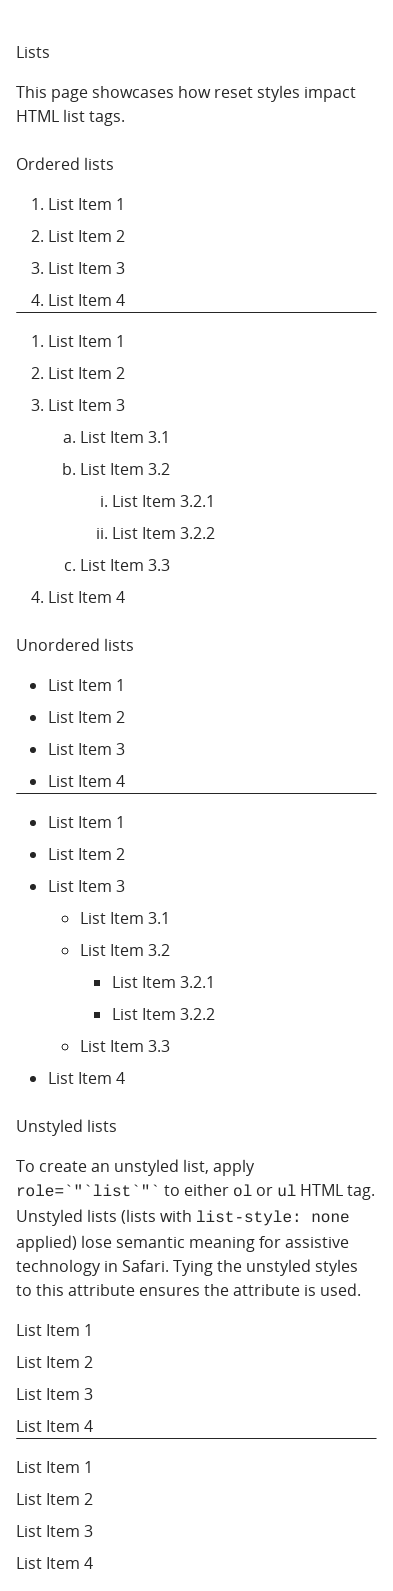 Lists
This page showcases how reset styles impact
HTML list tags.
Ordered lists
1. List Item 1
2. List Item 2
3. List Item 3
4. List Item 4
1. List Item 1
2. List Item 2
3. List Item 3
a. List Item 3.1
b. List Item 3.2
i. List Item 3.2.1
ii. List Item 3.2.2
c. List Item 3.3
4. List Item 4
Unordered lists
• List Item 1
• List Item 2
• List Item 3
• List Item 4
• List Item 1
• List Item 2
• List Item 3
◦ List Item 3.1
◦ List Item 3.2
▪ List Item 3.2.1
▪ List Item 3.2.2
◦ List Item 3.3
• List Item 4
Unstyled lists
To create an unstyled list, apply
role=`"`list`"` to either ol or ul HTML tag.
Unstyled lists (lists with list-style: none
applied) lose semantic meaning for assistive
technology in Safari. Tying the unstyled styles
to this attribute ensures the attribute is used.
List Item 1
List Item 2
List Item 3
List Item 4
List Item 1
List Item 2
List Item 3
List Item 4